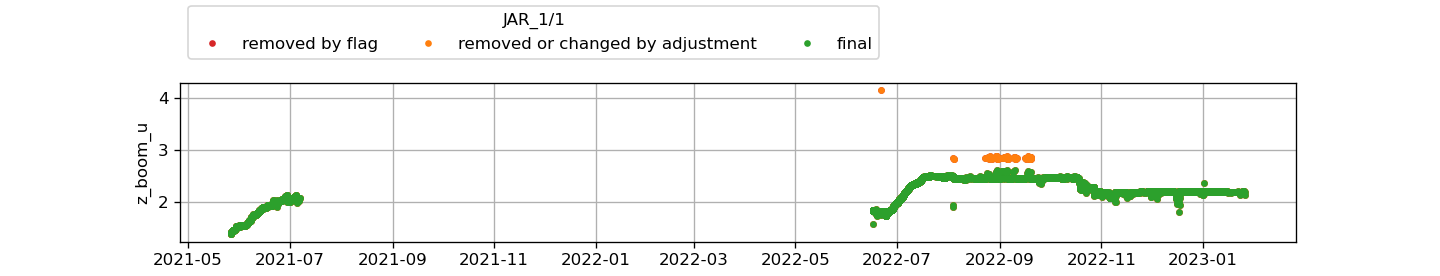 JAR_1/1
removed by flag
removed or changed by adjustment
final
4
3
2
z_boom_u
2021-05
2021-07
2021-09
2021-11
2022-01
2022-03
2022-05
2022-07
2022-09
2022-11
2023-01